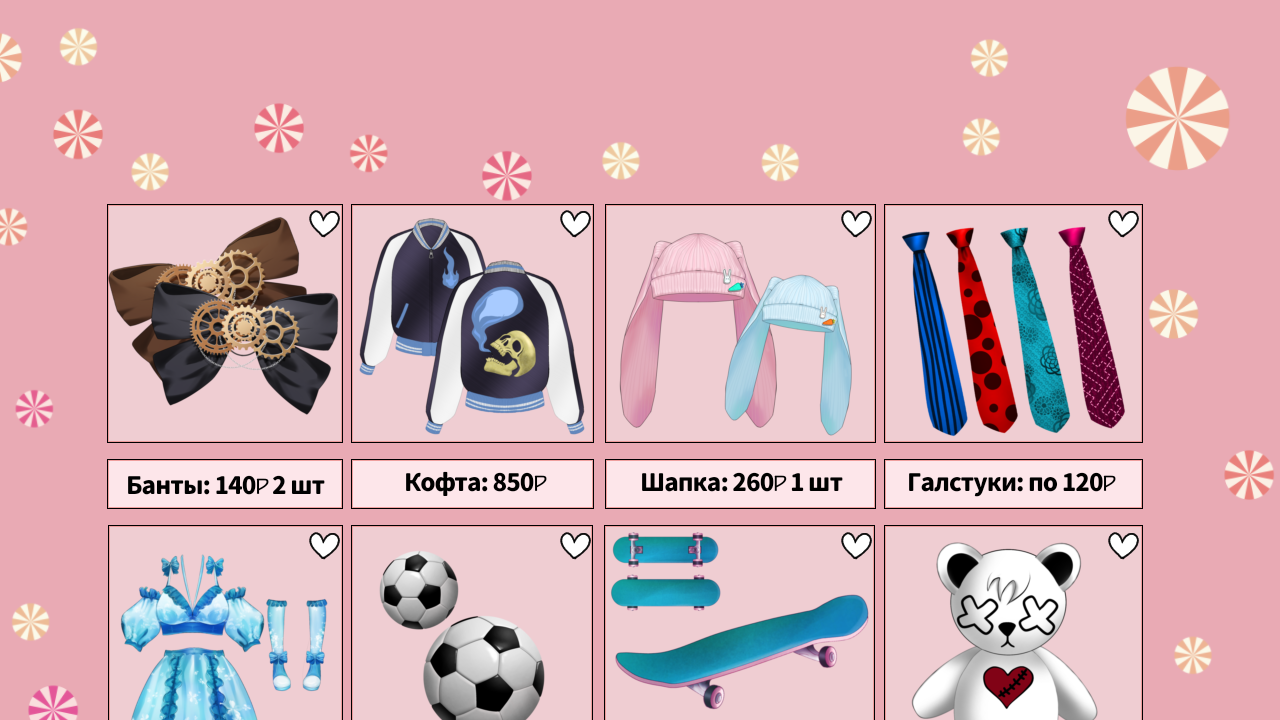 Банты: 140₽ 2 шт
Кофта: 850₽
Шапка: 260₽ 1 шт
Галстуки: по 120₽